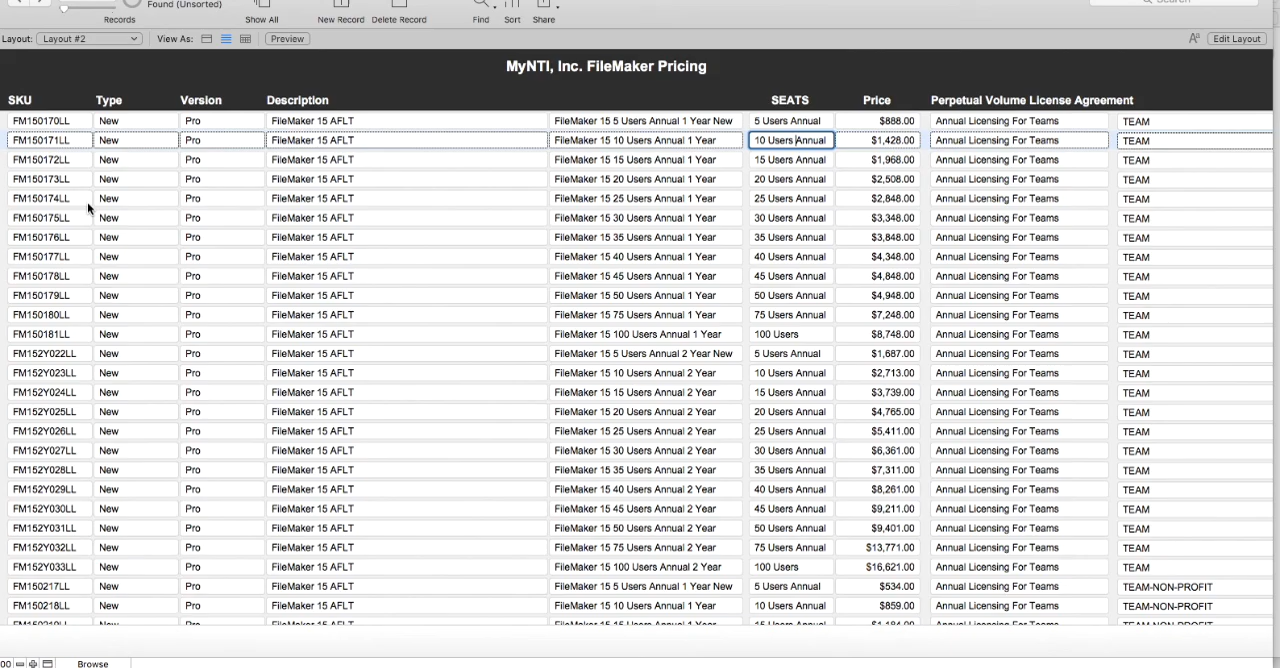 Found (Unsorted)
Records Show All New Record Delete Record Find Sort Share
Layout: Layout #2 View As: Preview Aa Edit Layout
MyNTI, Inc. FileMaker Pricing
SKU Type Version Description SEATS Price Perpetual Volume License Agreement
FM150170LL New Pro FileMaker 15 AFLT FileMaker 15 5 Users Annual 1 Year New 5 Users Annual $888.00 Annual Licensing For Teams TEAM
FM150171LL New Pro FileMaker 15 AFLT FileMaker 15 10 Users Annual 1 Year 10 Users Annual $1,428.00 Annual Licensing For Teams TEAM
FM150172LL New Pro FileMaker 15 AFLT FileMaker 15 15 Users Annual 1 Year 15 Users Annual $1,968.00 Annual Licensing For Teams TEAM
FM150173LL New Pro FileMaker 15 AFLT FileMaker 15 20 Users Annual 1 Year 20 Users Annual $2,508.00 Annual Licensing For Teams TEAM
FM150174LL New Pro FileMaker 15 AFLT FileMaker 15 25 Users Annual 1 Year 25 Users Annual $2,848.00 Annual Licensing For Teams TEAM
FM150175LL New Pro FileMaker 15 AFLT FileMaker 15 30 Users Annual 1 Year 30 Users Annual $3,348.00 Annual Licensing For Teams TEAM
FM150176LL New Pro FileMaker 15 AFLT FileMaker 15 35 Users Annual 1 Year 35 Users Annual $3,848.00 Annual Licensing For Teams TEAM
FM150177LL New Pro FileMaker 15 AFLT FileMaker 15 40 Users Annual 1 Year 40 Users Annual $4,348.00 Annual Licensing For Teams TEAM
FM150178LL New Pro FileMaker 15 AFLT FileMaker 15 45 Users Annual 1 Year 45 Users Annual $4,848.00 Annual Licensing For Teams TEAM
FM150179LL New Pro FileMaker 15 AFLT FileMaker 15 50 Users Annual 1 Year 50 Users Annual $4,948.00 Annual Licensing For Teams TEAM
FM150180LL New Pro FileMaker 15 AFLT FileMaker 15 75 Users Annual 1 Year 75 Users Annual $7,248.00 Annual Licensing For Teams TEAM
FM150181LL New Pro FileMaker 15 AFLT FileMaker 15 100 Users Annual 1 Year 100 Users $8,748.00 Annual Licensing For Teams TEAM
FM152Y022LL New Pro FileMaker 15 AFLT FileMaker 15 5 Users Annual 2 Year New 5 Users Annual $1,687.00 Annual Licensing For Teams TEAM
FM152Y023LL New Pro FileMaker 15 AFLT FileMaker 15 10 Users Annual 2 Year 10 Users Annual $2,713.00 Annual Licensing For Teams TEAM
FM152Y024LL New Pro FileMaker 15 AFLT FileMaker 15 15 Users Annual 2 Year 15 Users Annual $3,739.00 Annual Licensing For Teams TEAM
FM152Y025LL New Pro FileMaker 15 AFLT FileMaker 15 20 Users Annual 2 Year 20 Users Annual $4,765.00 Annual Licensing For Teams TEAM
FM152Y026LL New Pro FileMaker 15 AFLT FileMaker 15 25 Users Annual 2 Year 25 Users Annual $5,411.00 Annual Licensing For Teams TEAM
FM152Y027LL New Pro FileMaker 15 AFLT FileMaker 15 30 Users Annual 2 Year 30 Users Annual $6,361.00 Annual Licensing For Teams TEAM
FM152Y028LL New Pro FileMaker 15 AFLT FileMaker 15 35 Users Annual 2 Year 35 Users Annual $7,311.00 Annual Licensing For Teams TEAM
FM152Y029LL New Pro FileMaker 15 AFLT FileMaker 15 40 Users Annual 2 Year 40 Users Annual $8,261.00 Annual Licensing For Teams TEAM
FM152Y030LL New Pro FileMaker 15 AFLT FileMaker 15 45 Users Annual 2 Year 45 Users Annual $9,211.00 Annual Licensing For Teams TEAM
FM152Y031LL New Pro FileMaker 15 AFLT FileMaker 15 50 Users Annual 2 Year 50 Users Annual $9,401.00 Annual Licensing For Teams TEAM
FM152Y032LL New Pro FileMaker 15 AFLT FileMaker 15 75 Users Annual 2 Year 75 Users Annual $13,771.00 Annual Licensing For Teams TEAM
FM152Y033LL New Pro FileMaker 15 AFLT FileMaker 15 100 Users Annual 2 Year 100 Users $16,621.00 Annual Licensing For Teams TEAM
FM150217LL New Pro FileMaker 15 AFLT FileMaker 15 5 Users Annual 1 Year New 5 Users Annual $534.00 Annual Licensing For Teams TEAM-NON-PROFIT
FM150218LL New Pro FileMaker 15 AFLT FileMaker 15 10 Users Annual 1 Year 10 Users Annual $859.00 Annual Licensing For Teams TEAM-NON-PROFIT
FM150219LL New Pro FileMaker 15 AFLT FileMaker 15 15 Users Annual 1 Year 15 Users Annual $1,184.00 Annual Licensing For Teams TEAM-NON-PROFIT
00 Browse